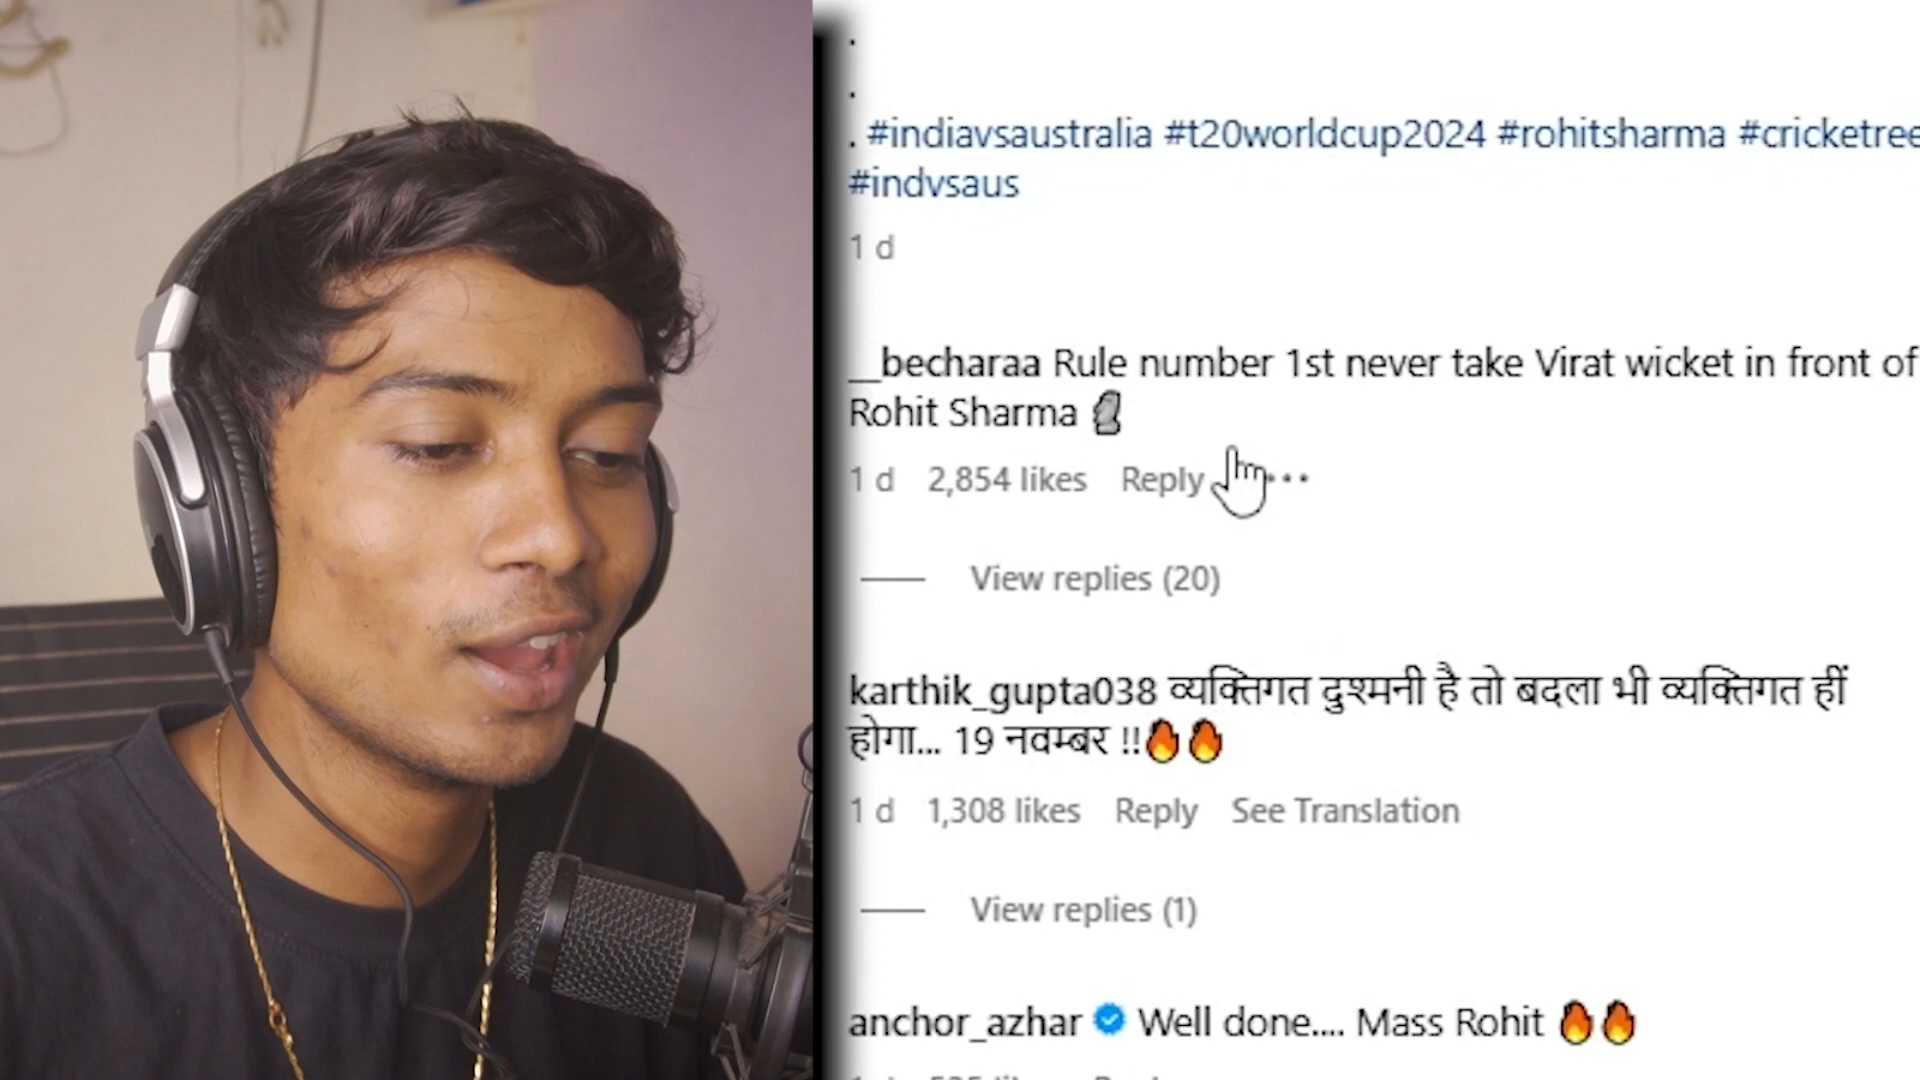 .
.
. #indiavsaustralia #t20worldcup2024 #rohitsharma
#indvsaus
1 d
__becharaa Rule number 1st never take Virat wicket in front of
Rohit Sharma 🗿
1 d 2,854 likes Reply •••
View replies (20)
karthik_gupta038 व्यक्तिगत दुश्मनी है तो बदला भी व्यक्तिगत हीं
होगा... 19 नवम्बर !!🔥🔥
1 d 1,308 likes Reply See Translation
View replies (1)
anchor_azhar Well done.... Mass Rohit 🔥🔥